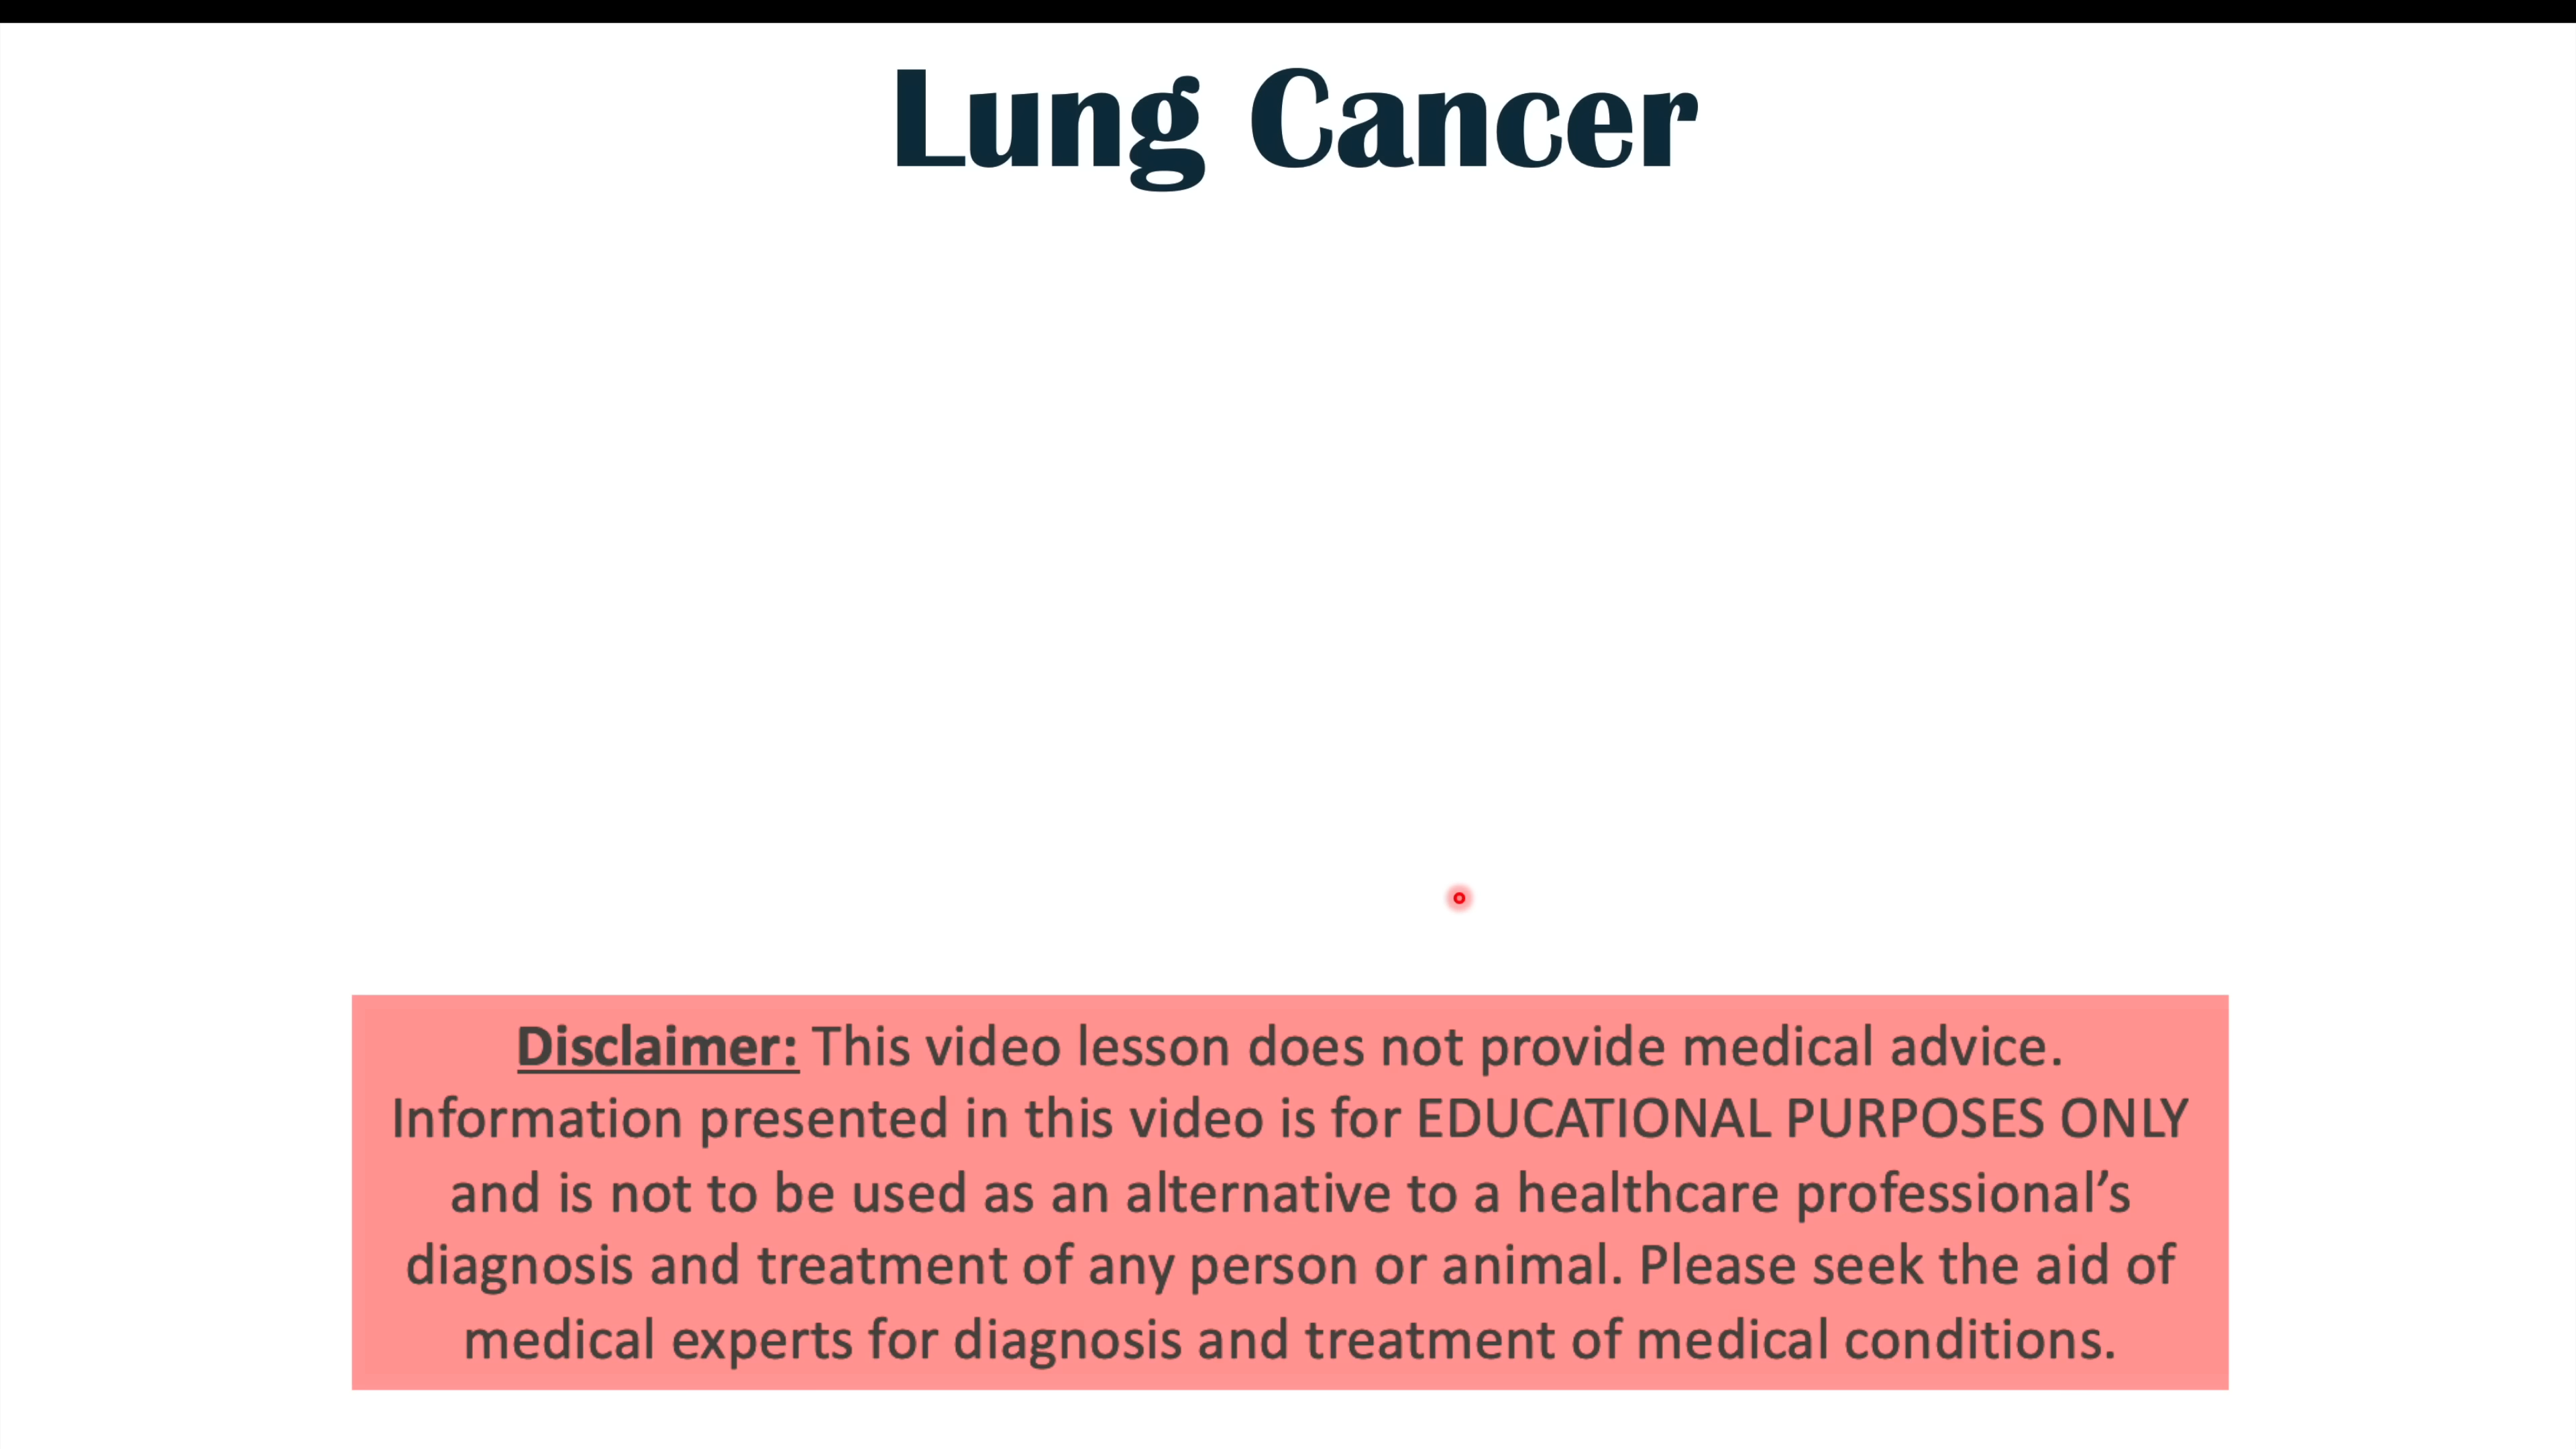 Lung Cancer
Disclaimer: This video lesson does not provide medical advice.
Information presented in this video is for EDUCATIONAL PURPOSES ONLY
and is not to be used as an alternative to a healthcare professional’s
diagnosis and treatment of any person or animal. Please seek the aid of
medical experts for diagnosis and treatment of medical conditions.